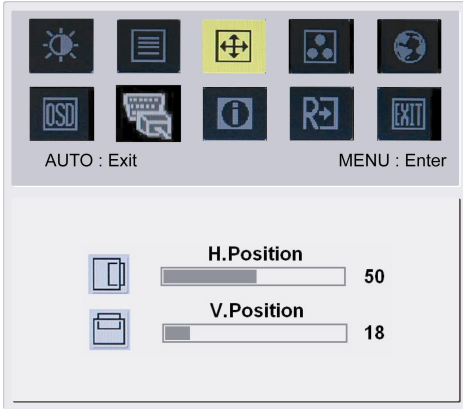 OSD
i
R
EXIT
AUTO : Exit
MENU : Enter
H.Position
50
V.Position
18